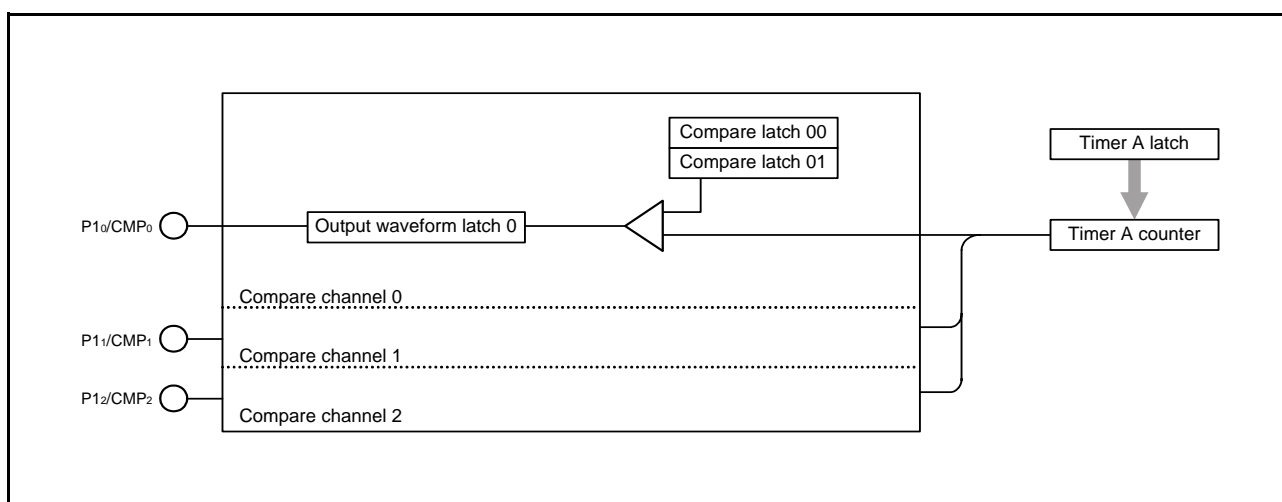 Compare latch 00
Timer A latch
Compare latch 01
P1₀/CMP₀
Output waveform latch 0
Timer A counter
Compare channel 0
P1₁/CMP₁
Compare channel 1
P1₂/CMP₂
Compare channel 2